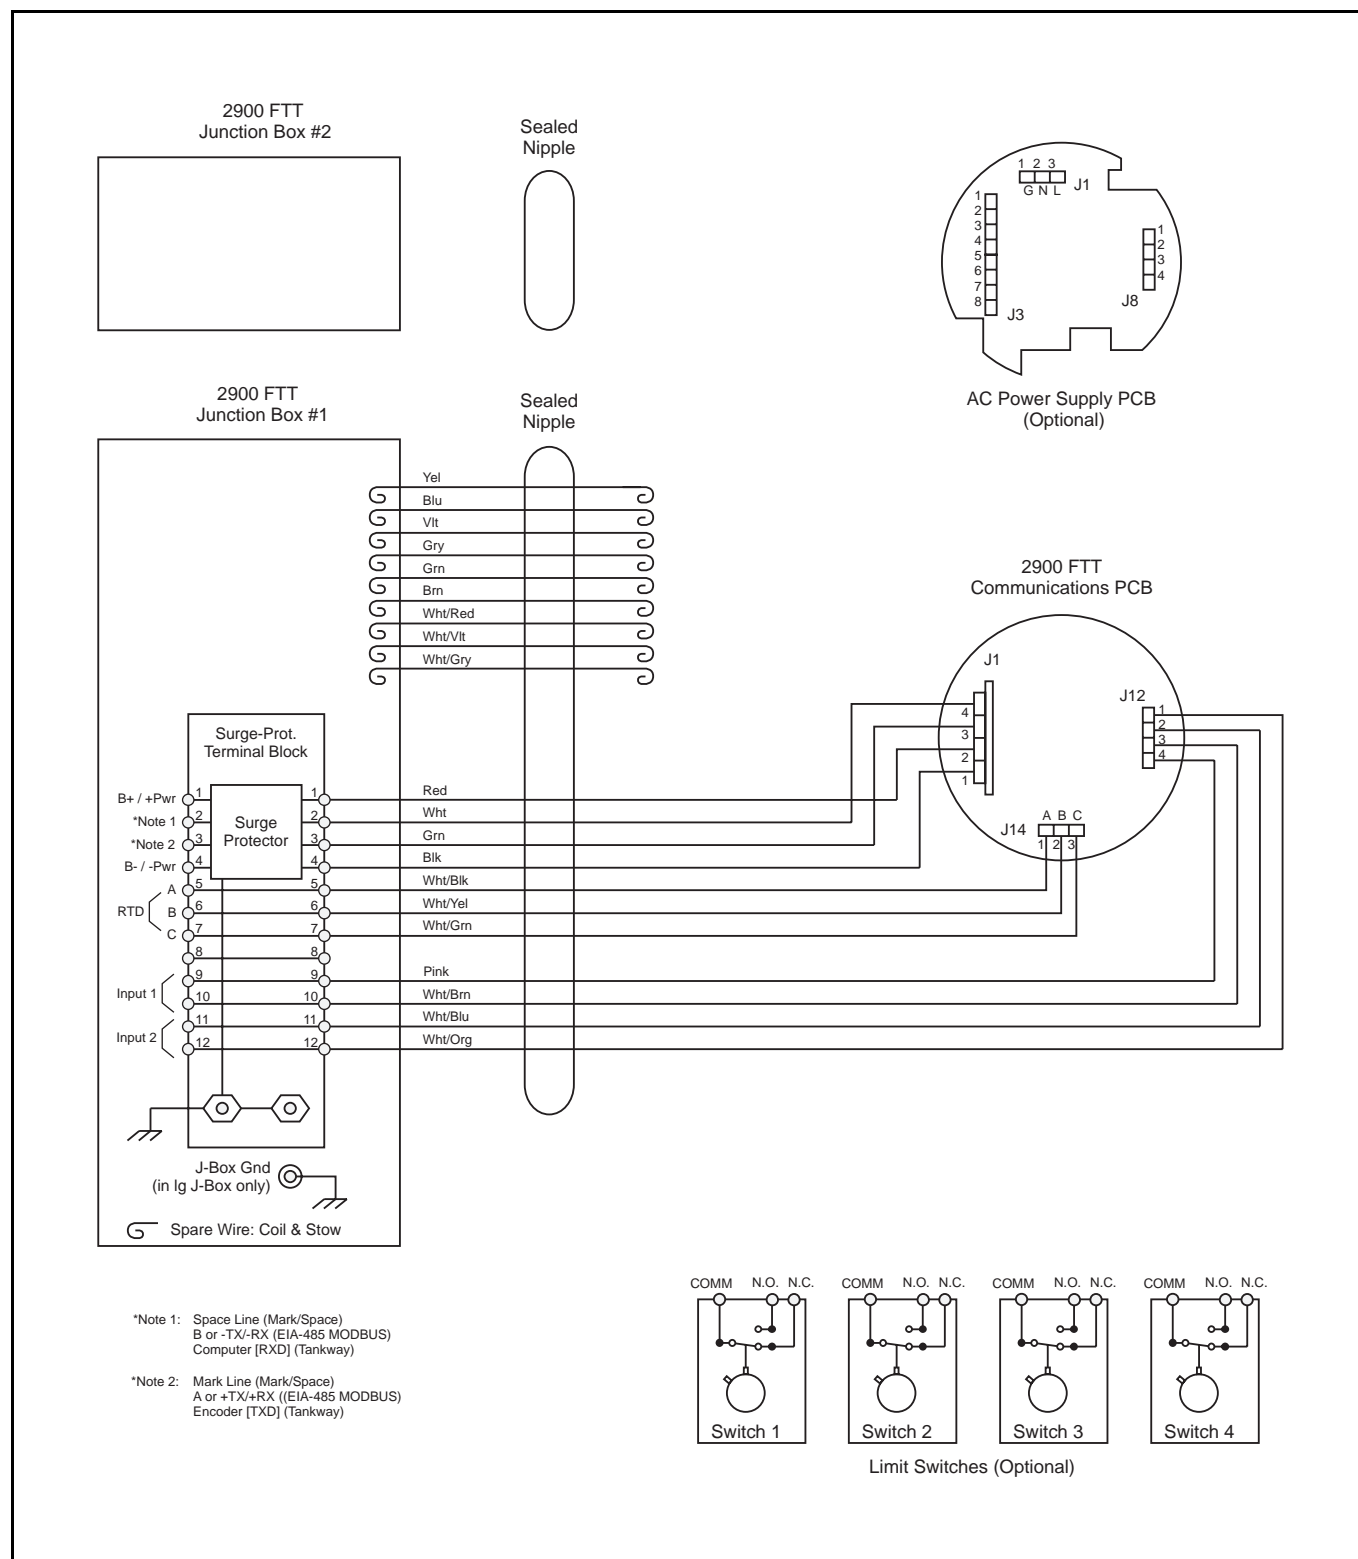 2900 FTT
Junction Box #2
Sealed
Nipple
1 2 3
G N L
J1
1
2
3
4
5
6
7
8
J3
1
2
3
4
J8
AC Power Supply PCB
(Optional)
2900 FTT
Junction Box #1
Sealed
Nipple
Yel
Blu
Vlt
Gry
Grn
Brn
Wht/Red
Wht/Vlt
Wht/Gry
2900 FTT
Communications PCB
J1
4
3
2
1
J12
1
2
3
4
J14
A B C
1 2 3
Surge-Prot.
Terminal Block
Surge
Protector
B+ / +Pwr 1 1 Red
*Note 1 2 2 Wht
*Note 2 3 3 Grn
B- / -Pwr 4 4 Blk
RTD
A 5 5 Wht/Blk
B 6 6 Wht/Yel
C 7 7 Wht/Grn
8 8
Input 1
9 9 Pink
10 10 Wht/Brn
Input 2
11 11 Wht/Blu
12 12 Wht/Org
J-Box Gnd
(in lg J-Box only)
Spare Wire: Coil & Stow
*Note 1: Space Line (Mark/Space)
B or -TX/-RX (EIA-485 MODBUS)
Computer [RXD] (Tankway)
*Note 2: Mark Line (Mark/Space)
A or +TX/+RX ((EIA-485 MODBUS)
Encoder [TXD] (Tankway)
COMM N.O. N.C.
Switch 1
COMM N.O. N.C.
Switch 2
COMM N.O. N.C.
Switch 3
COMM N.O. N.C.
Switch 4
Limit Switches (Optional)